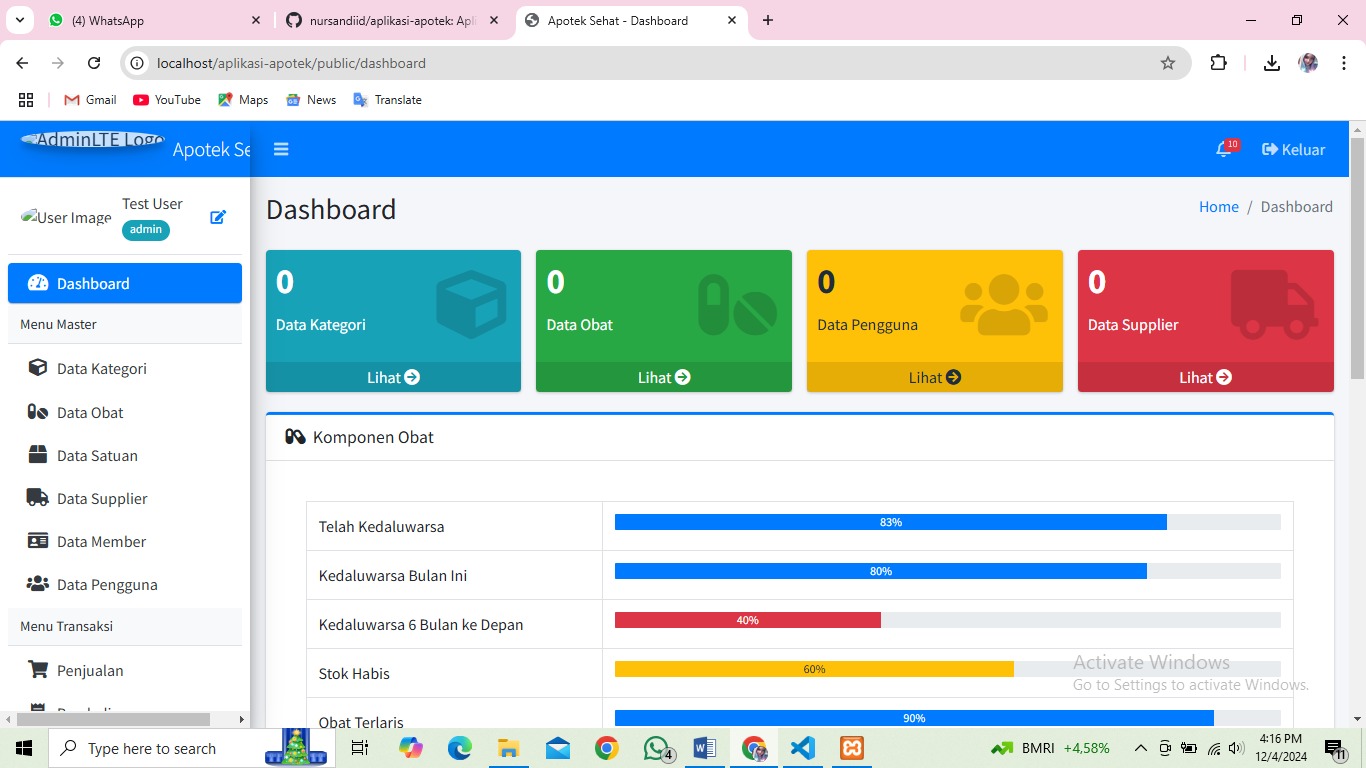 (4) WhatsApp
nursandiid/aplikasi-apotek: Apli
Apotek Sehat - Dashboard
localhost/aplikasi-apotek/public/dashboard
Gmail
YouTube
Maps
News
Translate
AdminLTE Logo
Apotek Se
10
Keluar
User Image
Test User
admin
Dashboard
Menu Master
Data Kategori
Data Obat
Data Satuan
Data Supplier
Data Member
Data Pengguna
Menu Transaksi
Penjualan
Dashboard
Home / Dashboard
0
Data Kategori
Lihat
0
Data Obat
Lihat
0
Data Pengguna
Lihat
0
Data Supplier
Lihat
Komponen Obat
Telah Kedaluwarsa 83%
Kedaluwarsa Bulan Ini 80%
Kedaluwarsa 6 Bulan ke Depan 40%
Stok Habis 60%
Obat Terlaris 90%
Activate Windows
Go to Settings to activate Windows.
Type here to search
4
BMRI +4,58%
4:16 PM
12/4/2024
11